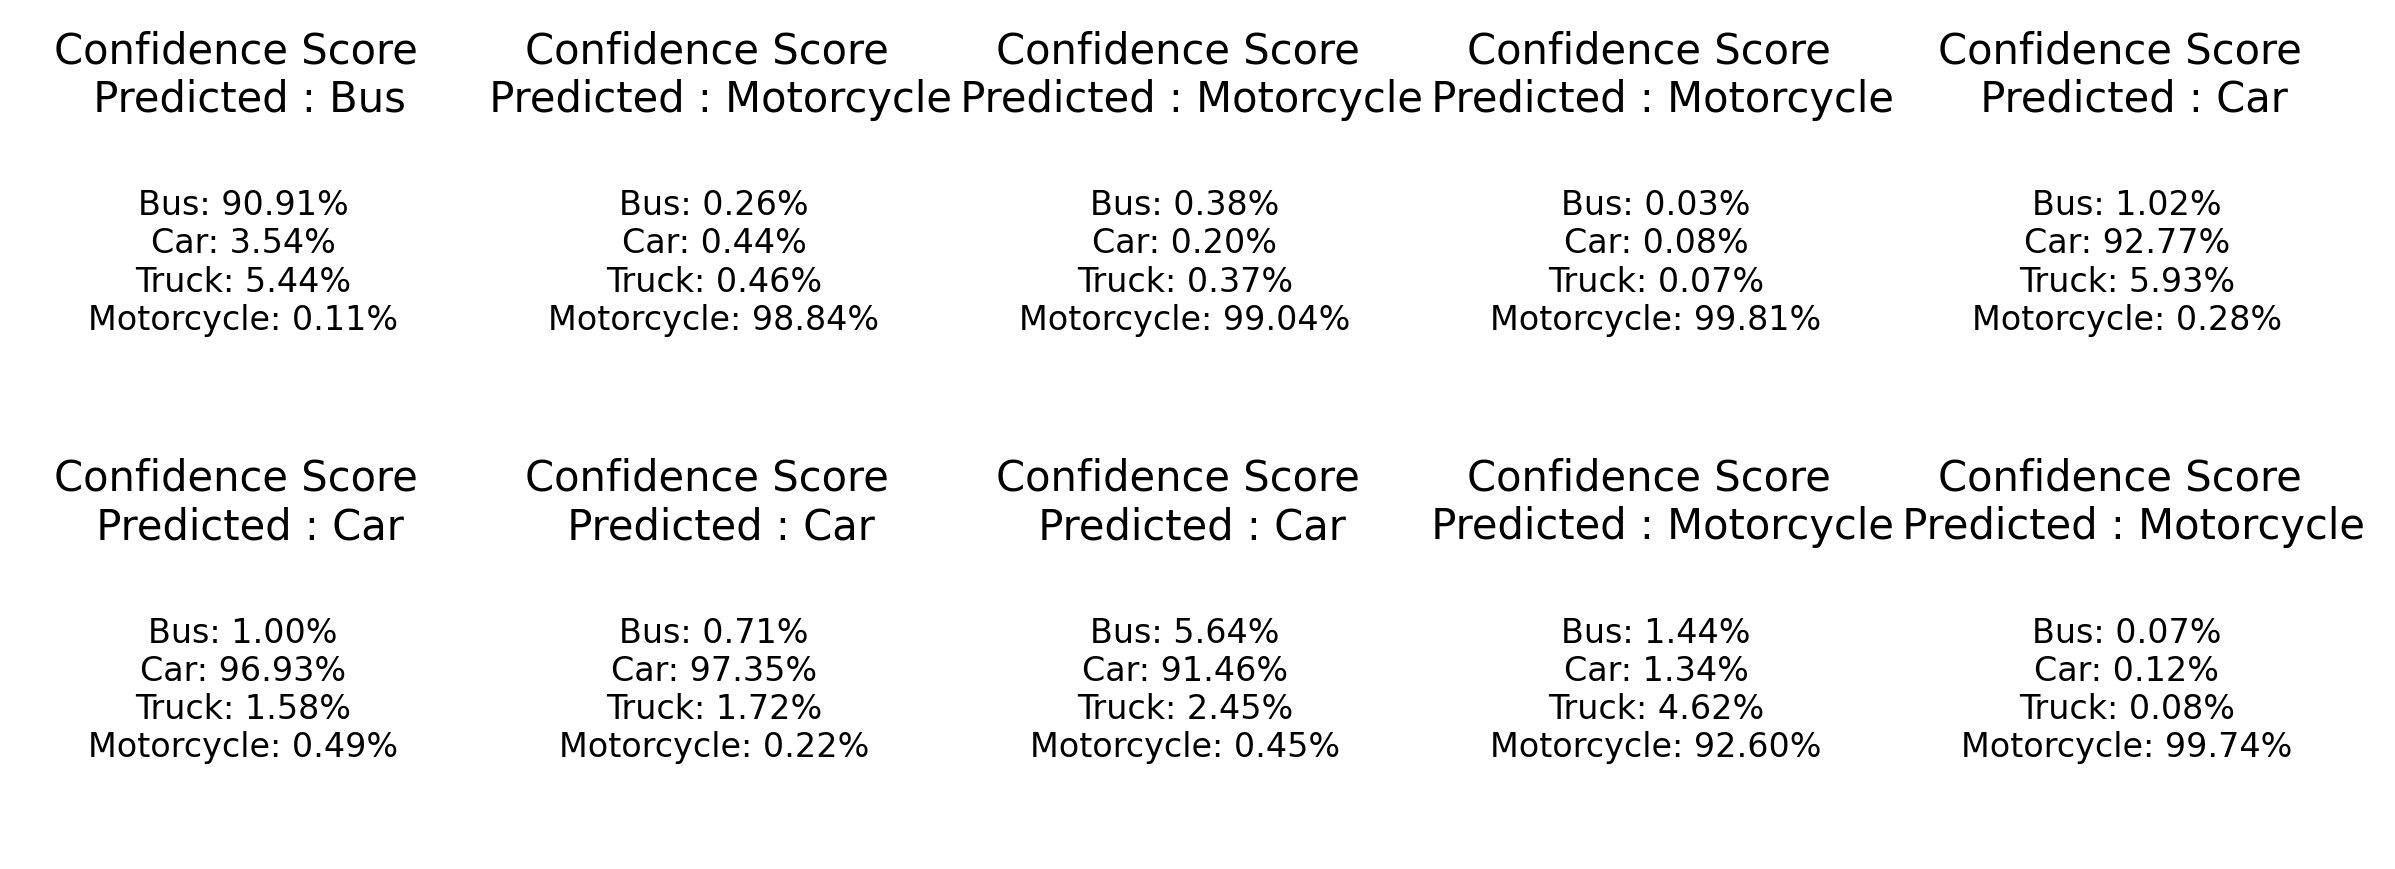 Confidence Score
Predicted : Bus
Bus: 90.91%
Car: 3.54%
Truck: 5.44%
Motorcycle: 0.11%
Confidence Score
Predicted : Motorcycle
Bus: 0.26%
Car: 0.44%
Truck: 0.46%
Motorcycle: 98.84%
Confidence Score
Predicted : Motorcycle
Bus: 0.38%
Car: 0.20%
Truck: 0.37%
Motorcycle: 99.04%
Confidence Score
Predicted : Motorcycle
Bus: 0.03%
Car: 0.08%
Truck: 0.07%
Motorcycle: 99.81%
Confidence Score
Predicted : Car
Bus: 1.02%
Car: 92.77%
Truck: 5.93%
Motorcycle: 0.28%
Confidence Score
Predicted : Car
Bus: 1.00%
Car: 96.93%
Truck: 1.58%
Motorcycle: 0.49%
Confidence Score
Predicted : Car
Bus: 0.71%
Car: 97.35%
Truck: 1.72%
Motorcycle: 0.22%
Confidence Score
Predicted : Car
Bus: 5.64%
Car: 91.46%
Truck: 2.45%
Motorcycle: 0.45%
Confidence Score
Predicted : Motorcycle
Bus: 1.44%
Car: 1.34%
Truck: 4.62%
Motorcycle: 92.60%
Confidence Score
Predicted : Motorcycle
Bus: 0.07%
Car: 0.12%
Truck: 0.08%
Motorcycle: 99.74%